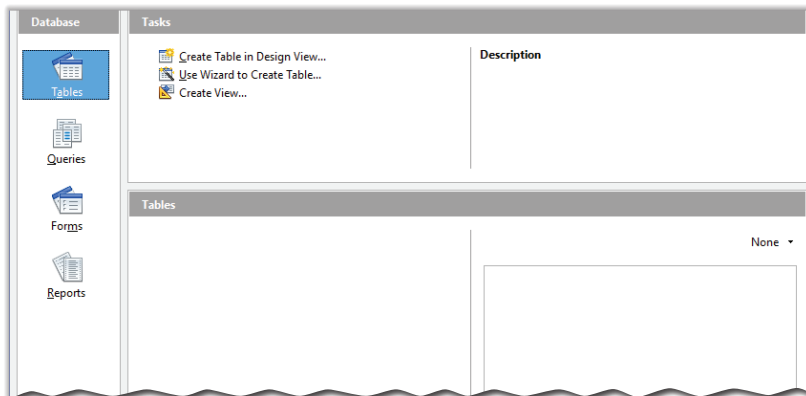 Database
Tables
Queries
Forms
Reports
Tasks
Create Table in Design View...
Use Wizard to Create Table...
Create View...
Description
Tables
None